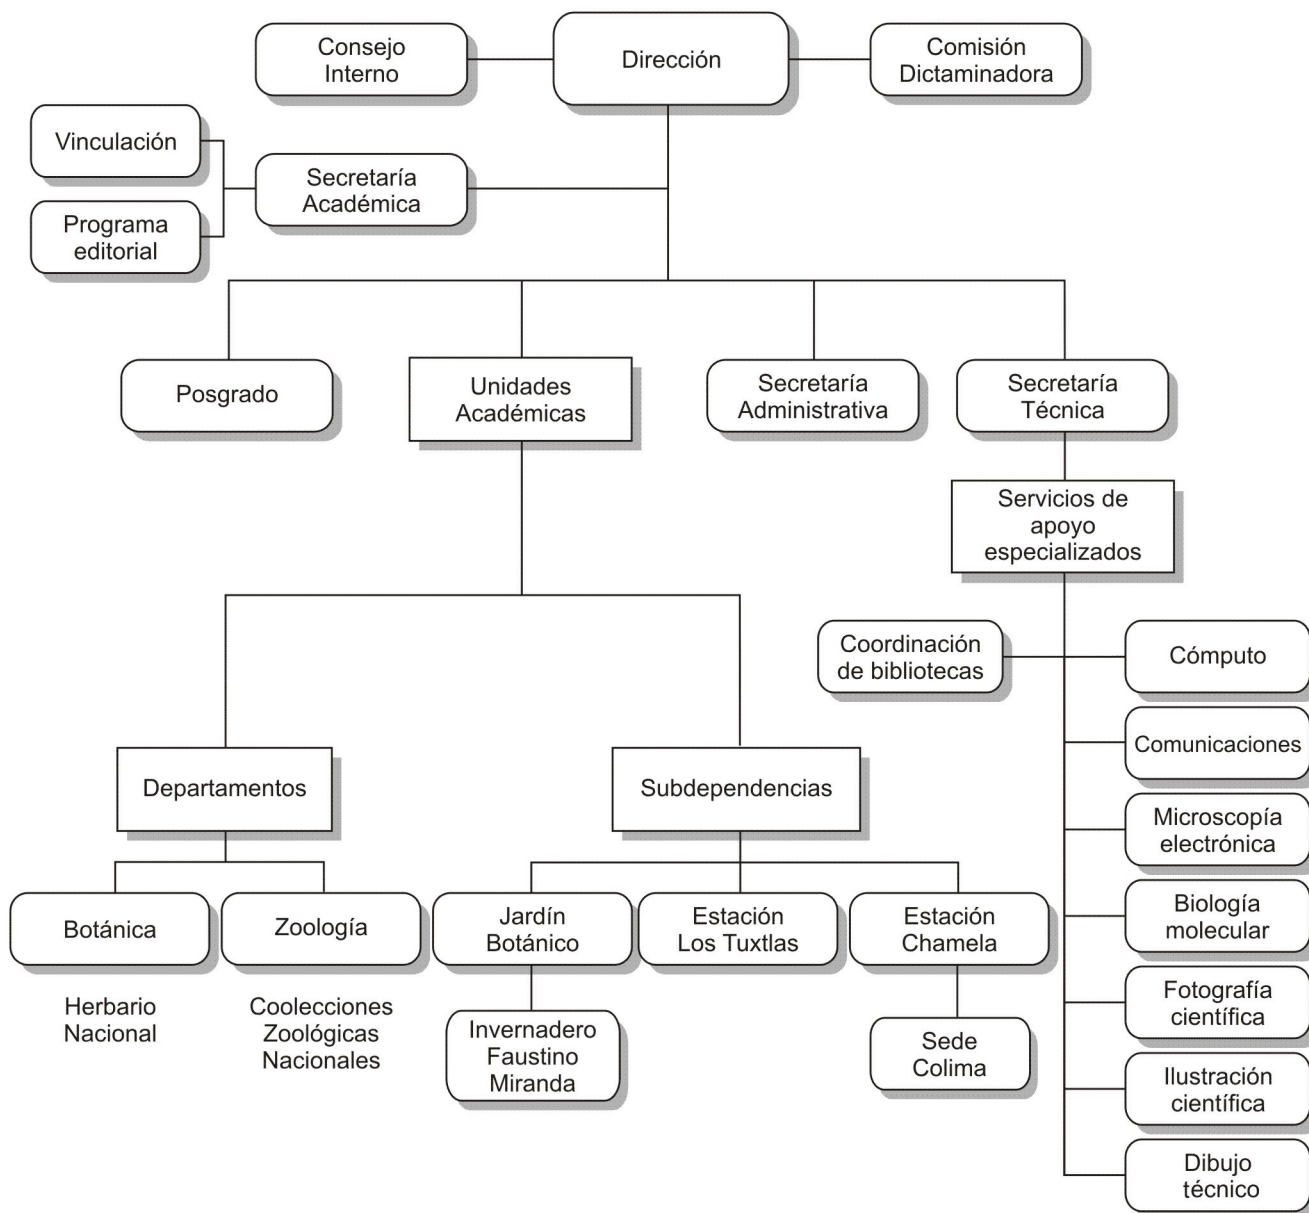 Consejo
Interno
Dirección
Comisión
Dictaminadora
Vinculación
Secretaría
Académica
Programa
editorial
Posgrado
Unidades
Académicas
Secretaría
Administrativa
Secretaría
Técnica
Servicios de
apoyo
especializados
Coordinación
de bibliotecas
Cómputo
Comunicaciones
Microscopía
electrónica
Biología
molecular
Fotografía
científica
Ilustración
científica
Dibujo
técnico
Departamentos
Subdependencias
Botánica
Zoología
Jardín
Botánico
Estación
Los Tuxtlas
Estación
Chamela
Herbario
Nacional
Coolecciones
Zoológicas
Nacionales
Invernadero
Faustino
Miranda
Sede
Colima